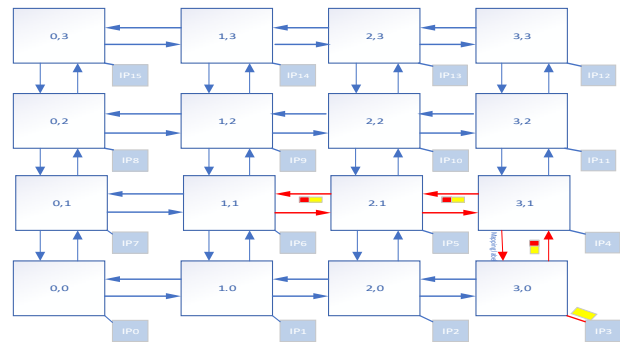 0,3 1,3 2,3 3,3
IP15 IP14 IP13 IP12
0,2 1,2 2,2 3,2
IP8 IP9 IP10 IP11
0,1 1,1 2.1 3,1
IP7 IP6 IP5 IP4
0,0 1.0 2,0 3,0
IP0 IP1 IP2 IP3